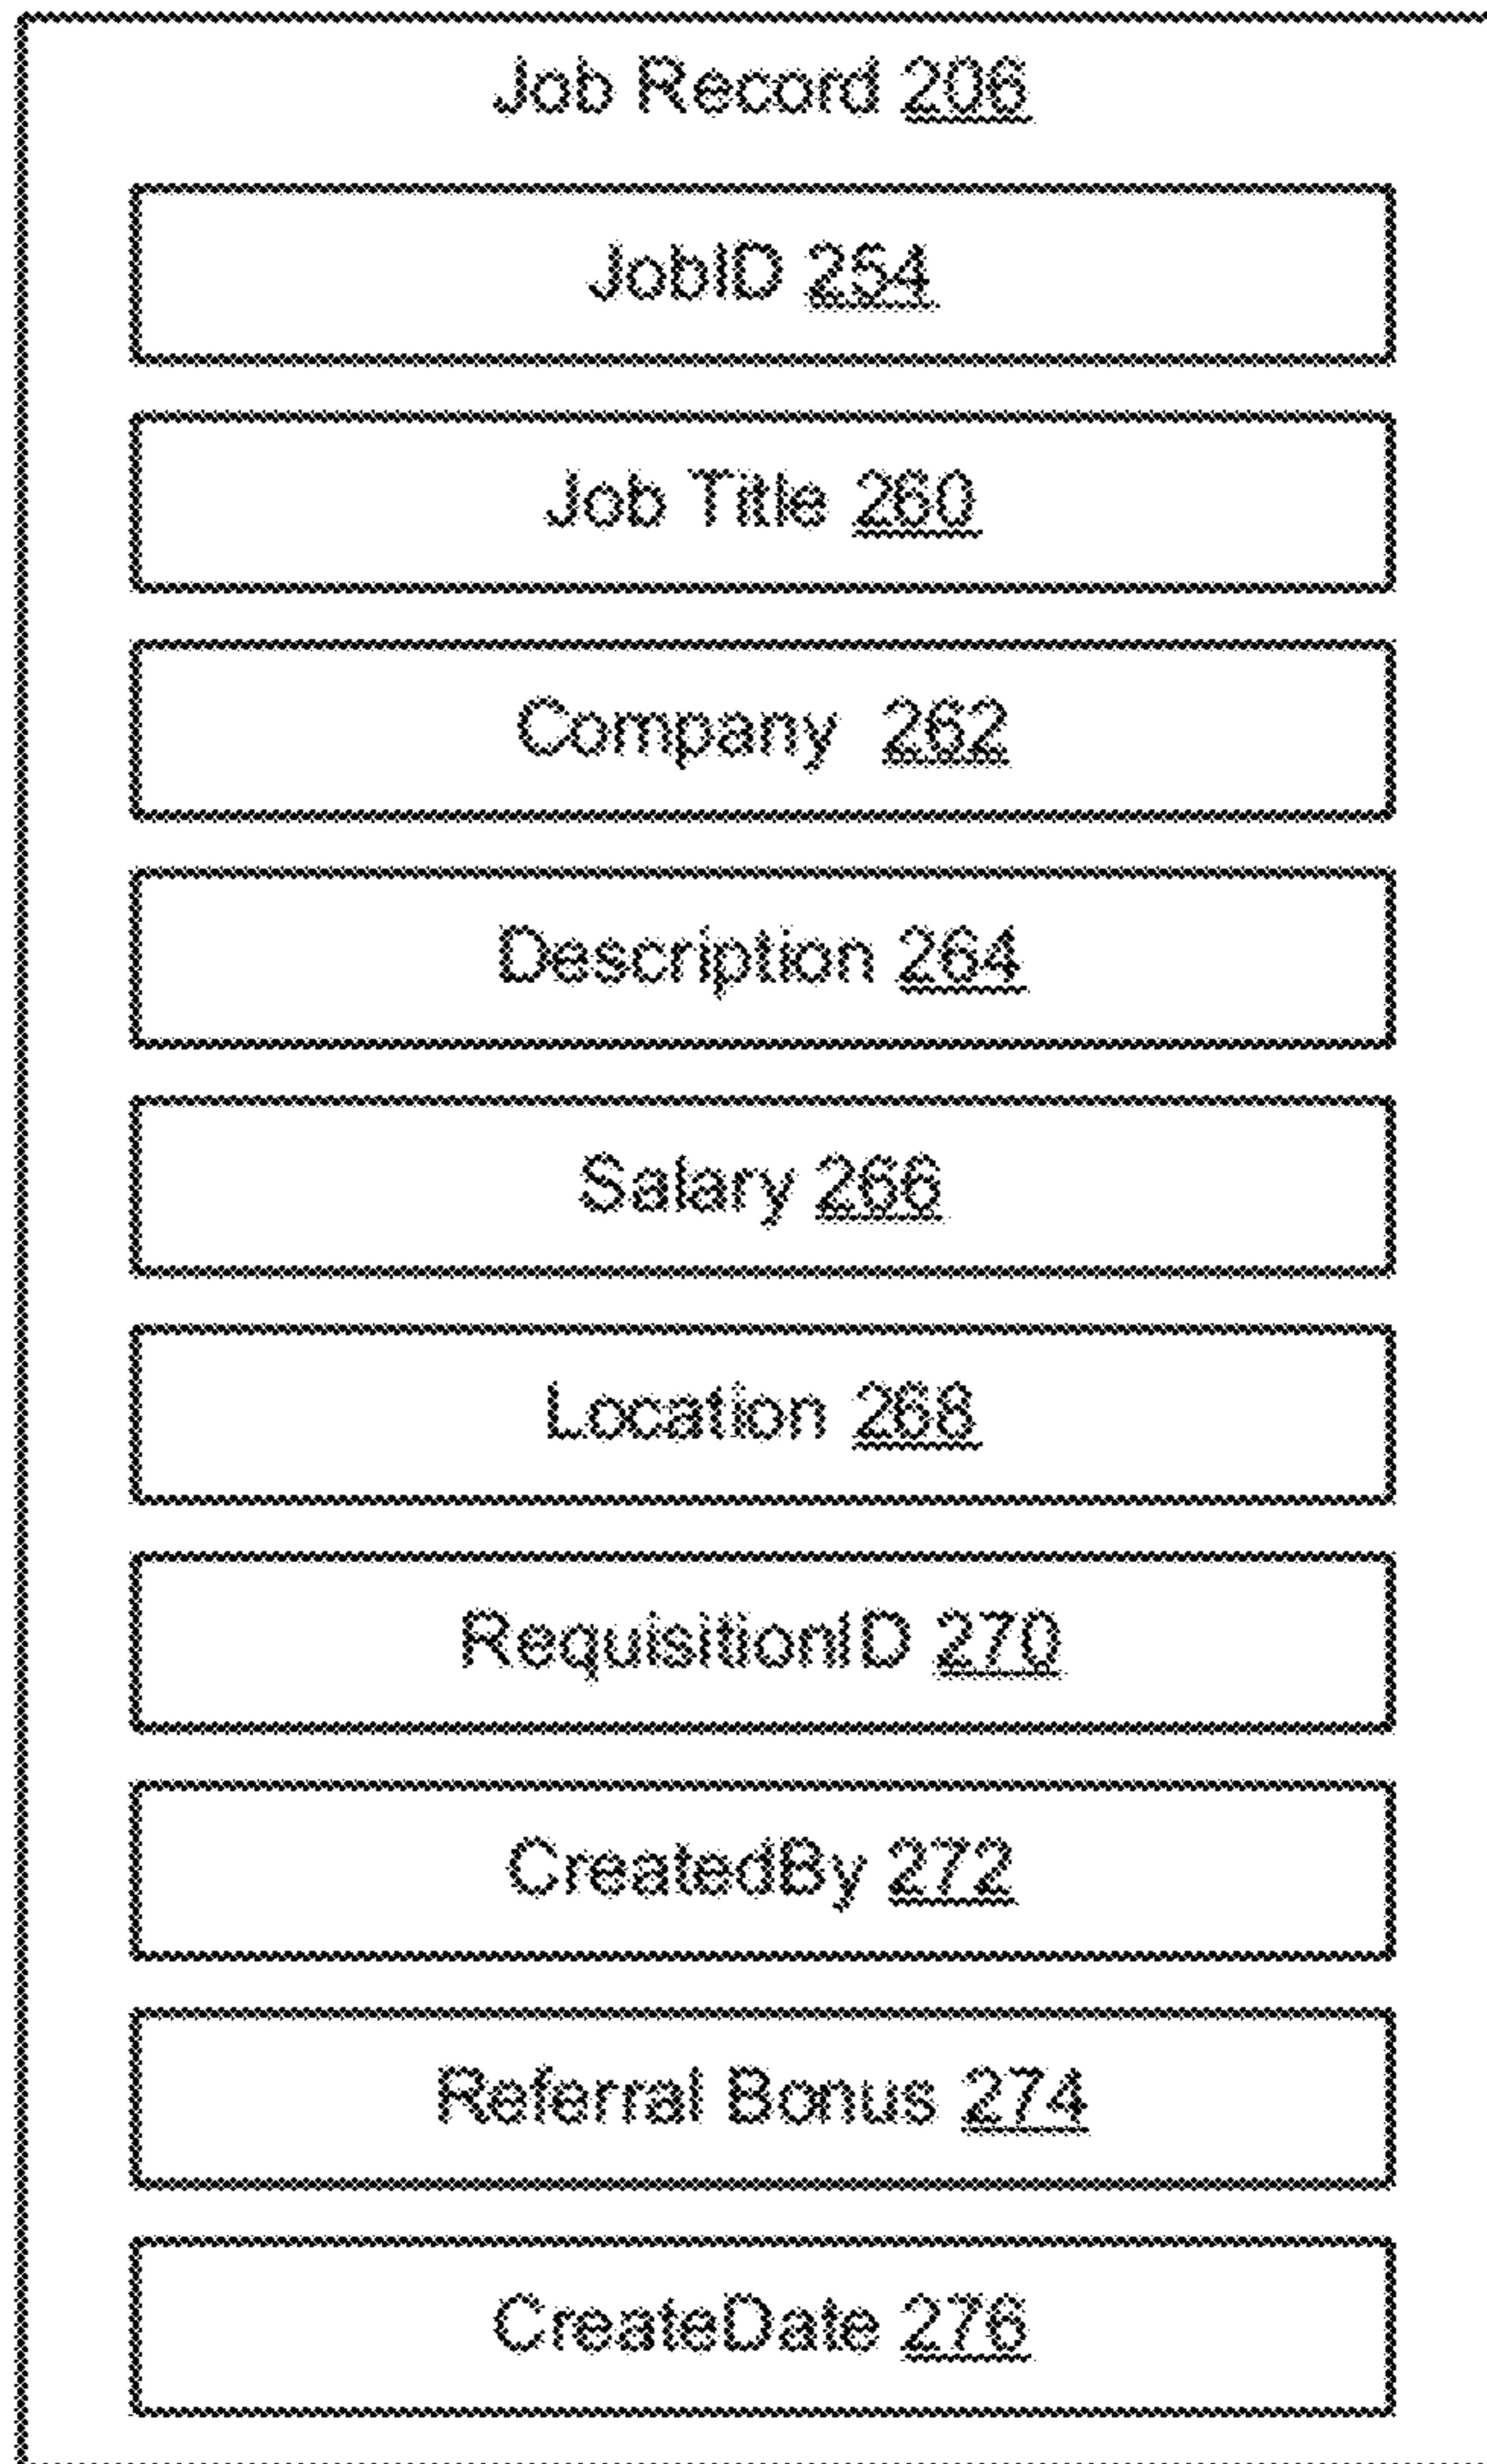 Job Record 206
JobID 254
Job Title 260
Company 262
Description 264
Salary 266
Location 268
RequisitionID 270
CreatedBy 272
Referral Bonus 274
CreateDate 276